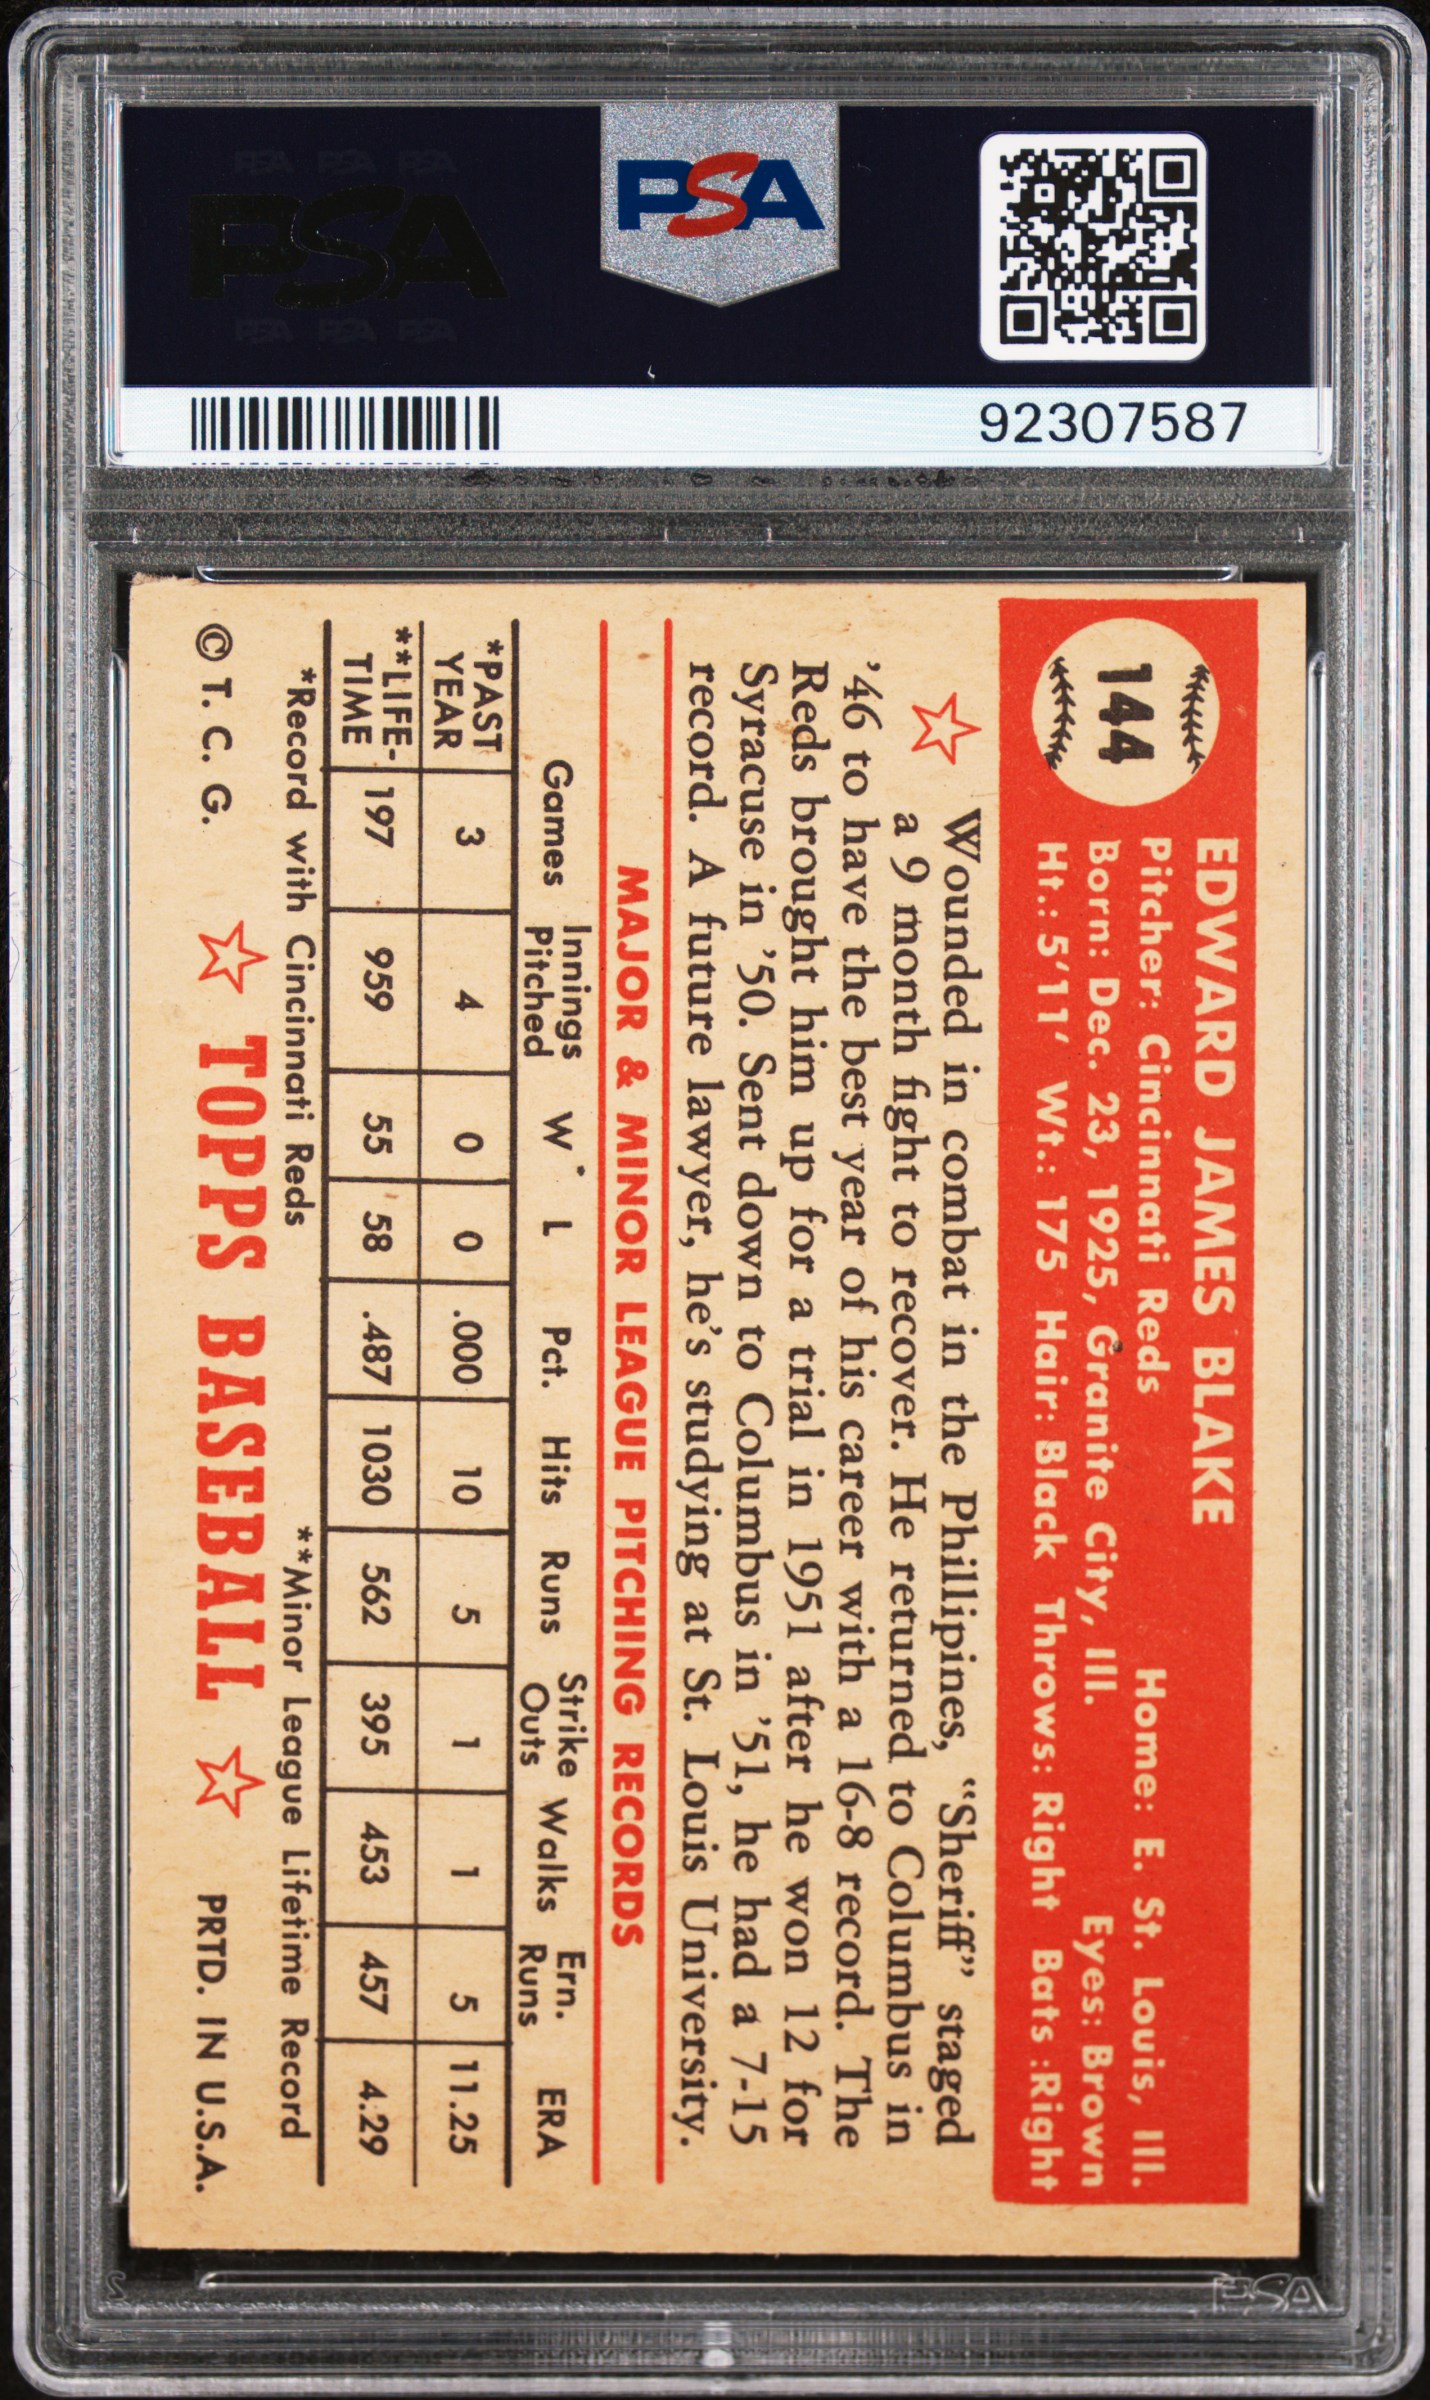 PSA PSA PSA
PSA
PSA PSA PSA
PSA
92307587
144
EDWARD JAMES BLAKE
Pitcher: Cincinnati Reds Home: E. St. Louis, Ill.
Born: Dec. 23, 1925, Granite City, Ill. Eyes: Brown
Ht.: 5'11' Wt.: 175 Hair: Black Throws: Right Bats :Right
Wounded in combat in the Phillipines, "Sheriff" staged
a 9 month fight to recover. He returned to Columbus in
'46 to have the best year of his career with a 16-8 record. The
Reds brought him up for a trial in 1951 after he won 12 for
Syracuse in '50. Sent down to Columbus in '51, he had a 7-15
record. A future lawyer, he's studying at St. Louis University.
MAJOR & MINOR LEAGUE PITCHING RECORDS
Games Innings Pitched W L Pct. Hits Runs Strike Outs Walks Ern. Runs ERA
*PAST YEAR 3 4 0 0 .000 10 5 1 1 5 11.25
**LIFE-TIME 197 959 55 58 .487 1030 562 395 453 457 4.29
*Record with Cincinnati Reds **Minor League Lifetime Record
© T. C. G. TOPPS BASEBALL PRTD. IN U.S.A.
PSA